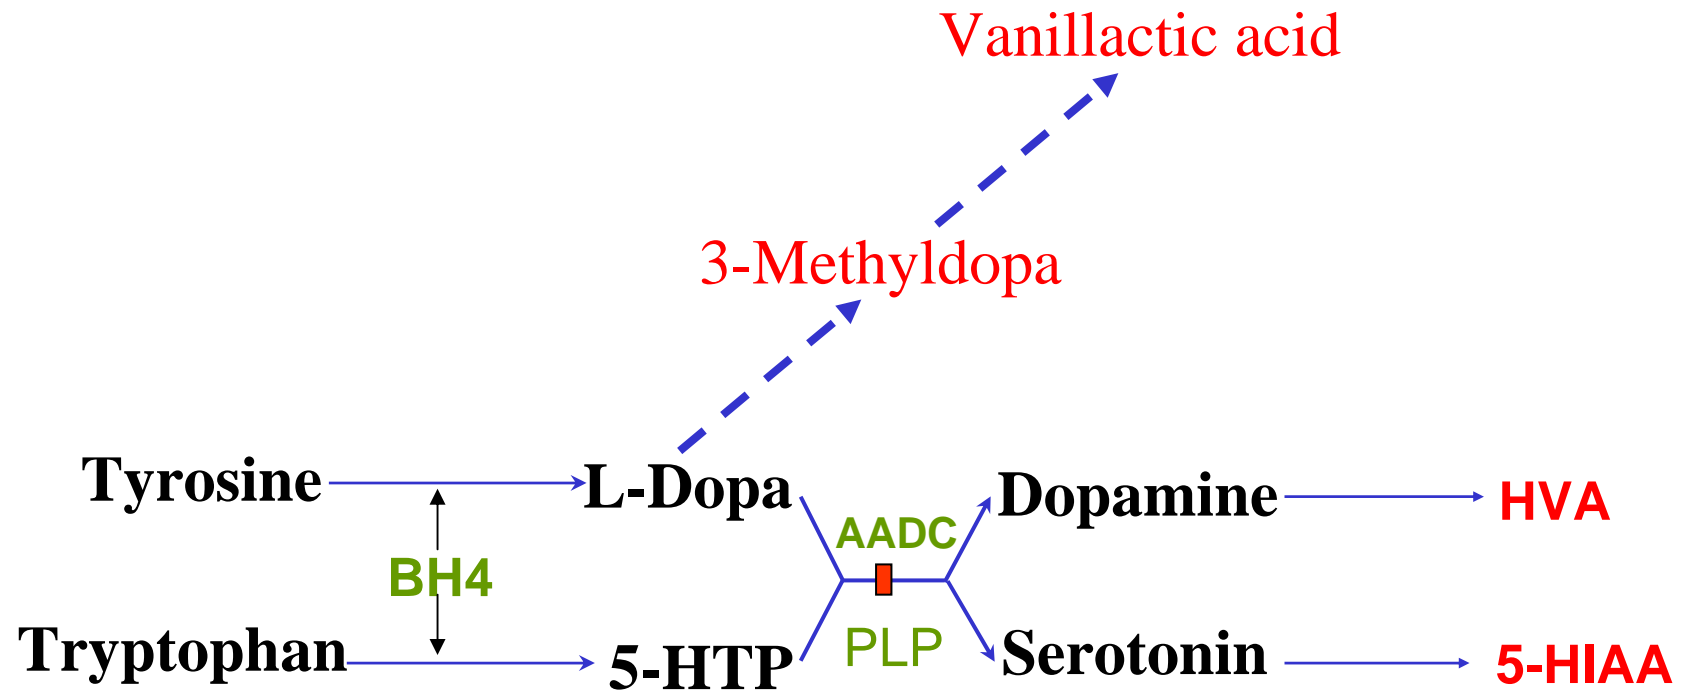 Vanillactic acid
3-Methyldopa
Tyrosine
L-Dopa
Dopamine
HVA
AADC
BH4
PLP
Tryptophan
5-HTP
Serotonin
5-HIAA